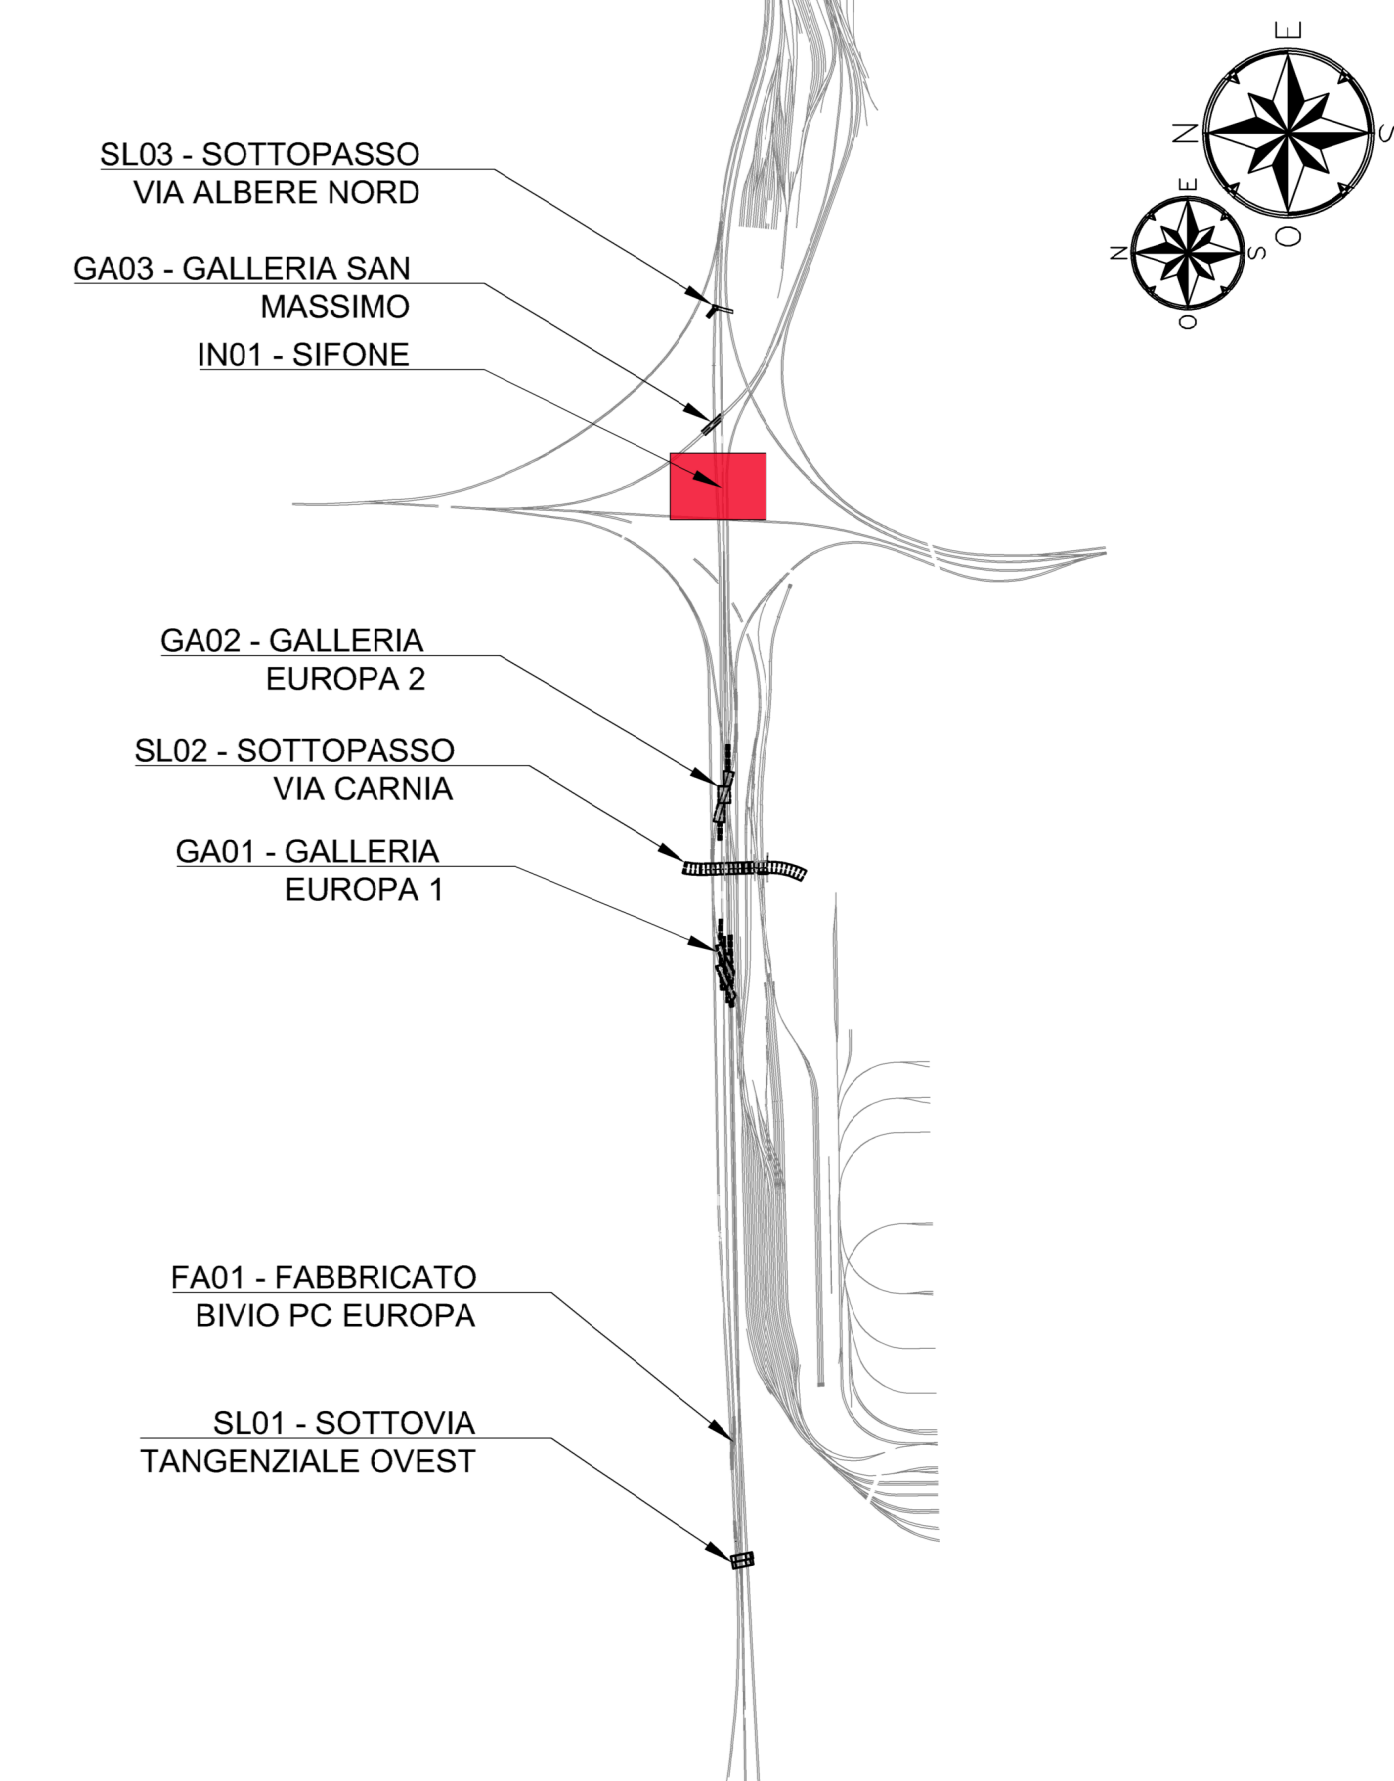 E
N
S
O
E
N
S
O
SL03 - SOTTOPASSO
VIA ALBERE NORD
GA03 - GALLERIA SAN
MASSIMO
IN01 - SIFONE
GA02 - GALLERIA
EUROPA 2
SL02 - SOTTOPASSO
VIA CARNIA
GA01 - GALLERIA
EUROPA 1
FA01 - FABBRICATO
BIVIO PC EUROPA
SL01 - SOTTOVIA
TANGENZIALE OVEST